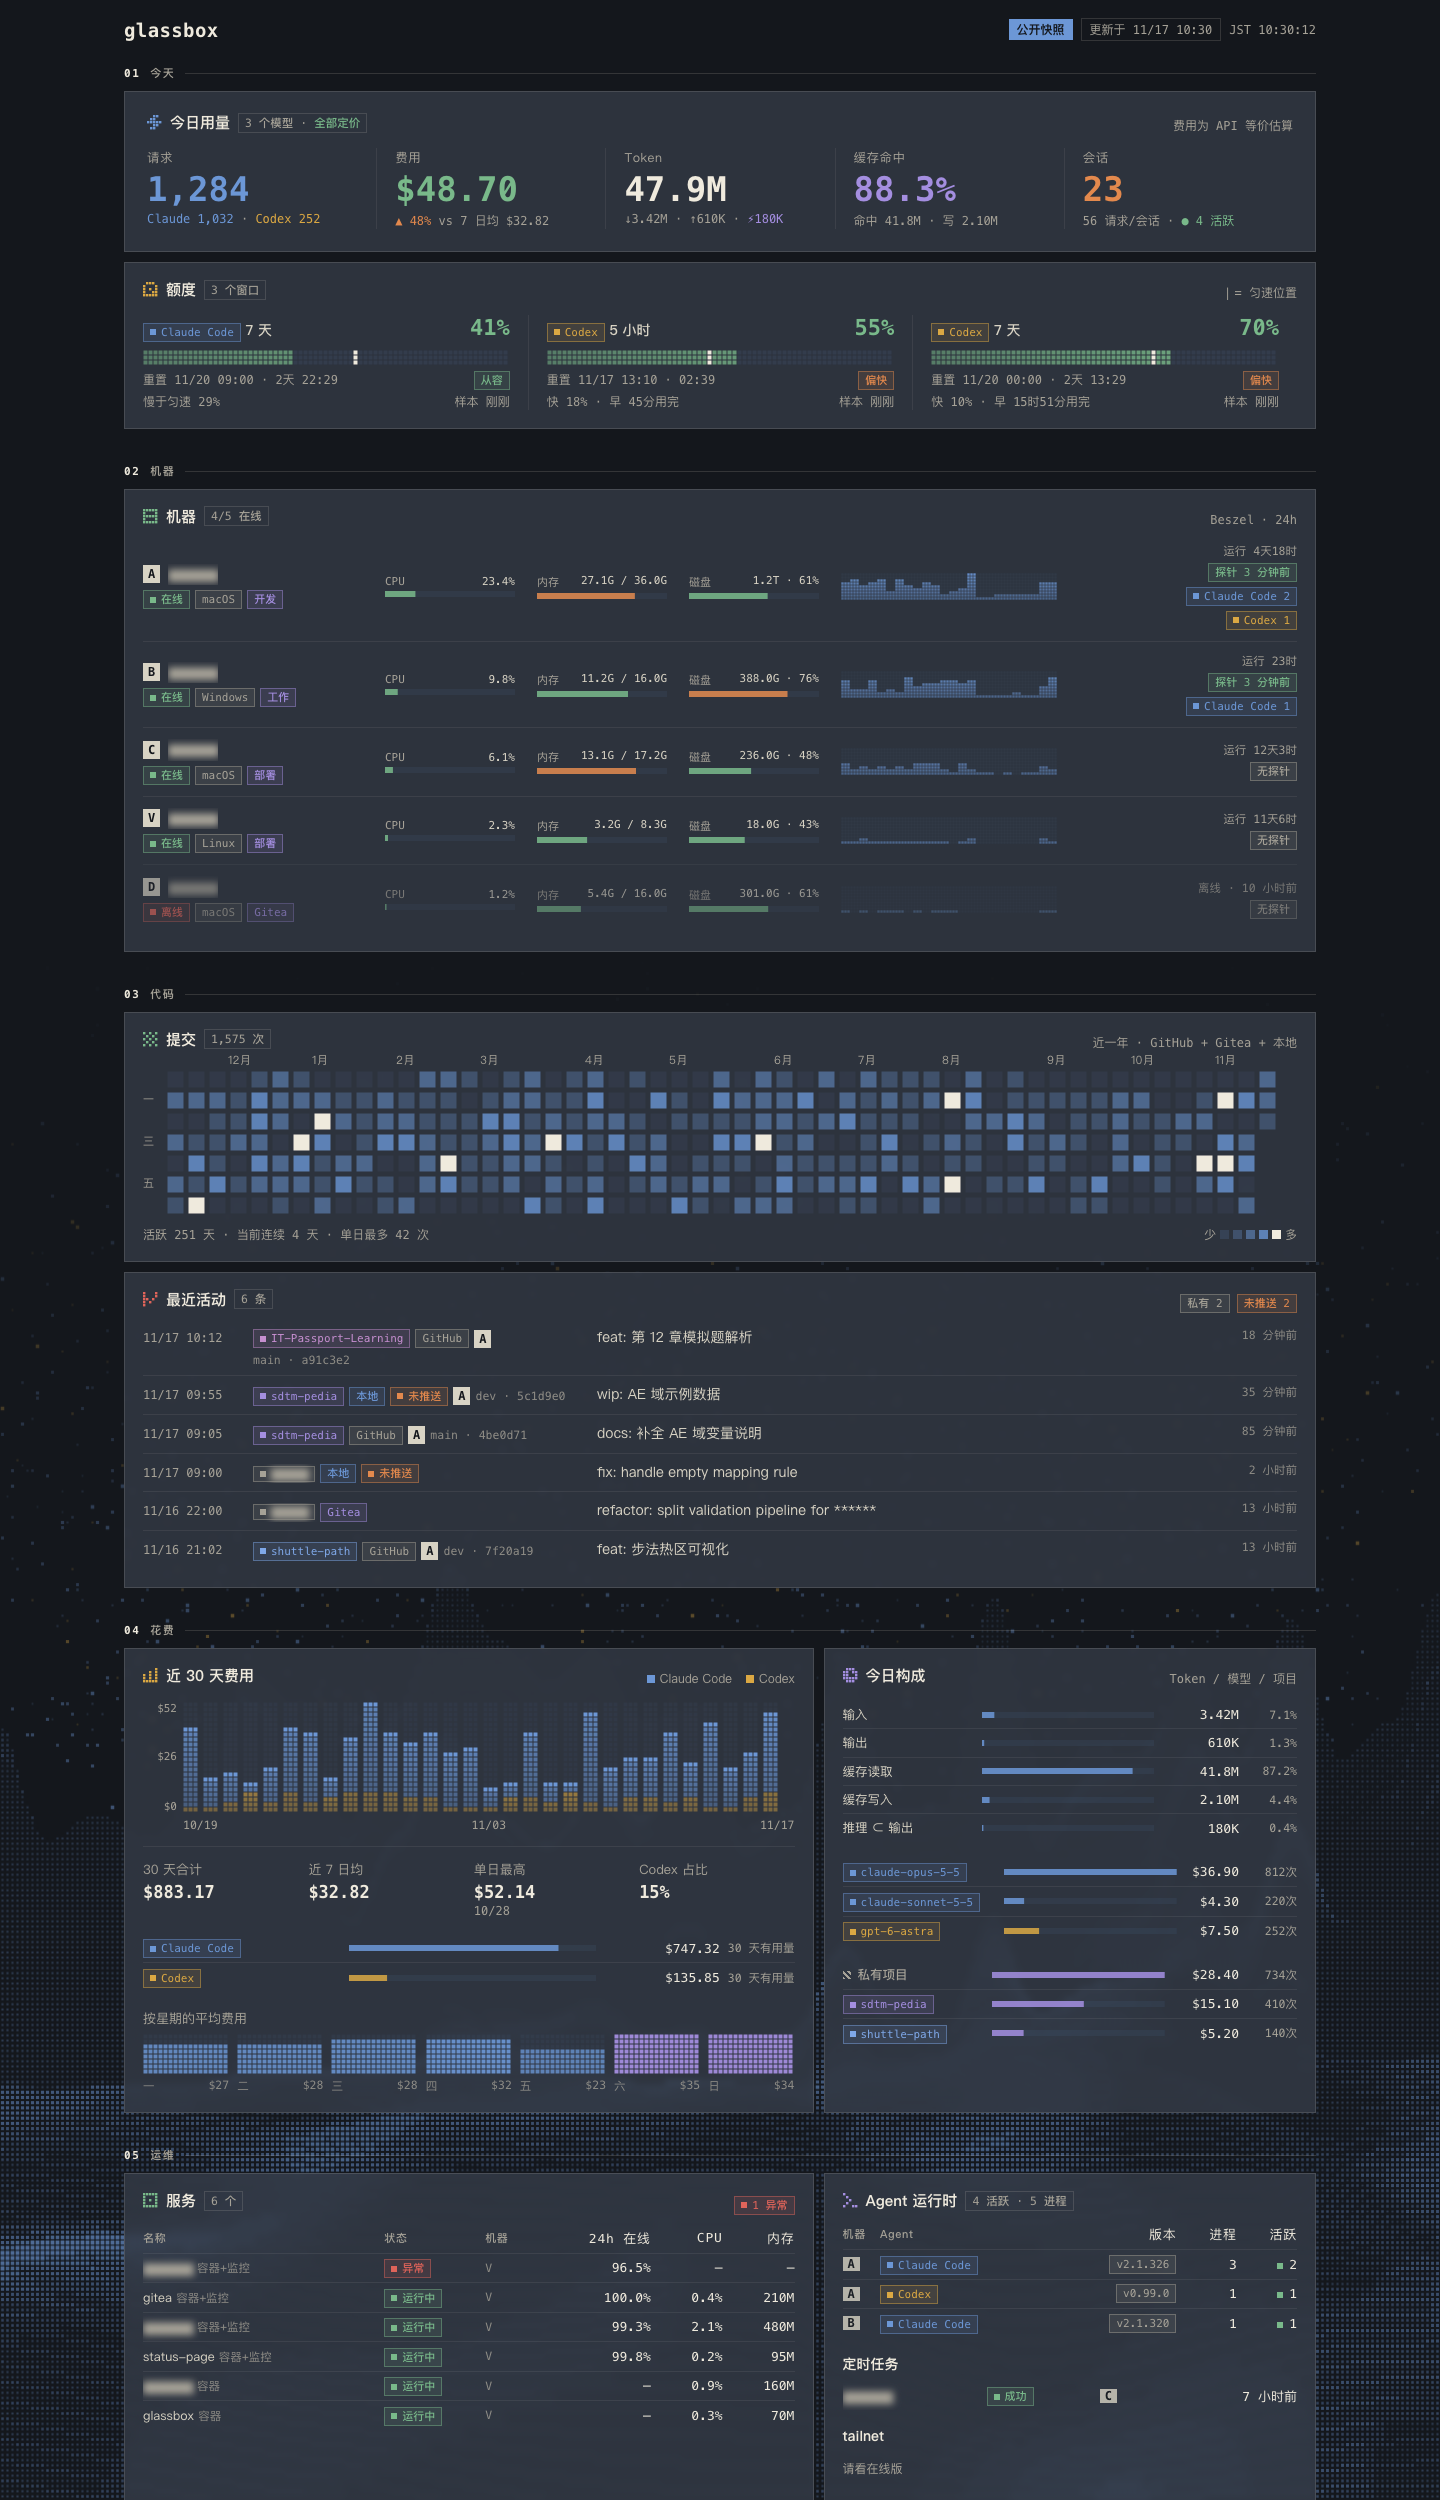 glassbox
公开快照 更新于 11/17 10:30 JST 10:30:12
01 今天
今日用量 3 个模型 · 全部定价 费用为 API 等价估算
请求 费用 Token 缓存命中 会话
1,284 $48.70 47.9M 88.3% 23
Claude 1,032 · Codex 252 ▲ 48% vs 7 日均 $32.82 ↓3.42M · ↑610K · ⚡180K 命中 41.8M · 写 2.10M 56 请求/会话 · ● 4 活跃
额度 3 个窗口 | = 匀速位置
Claude Code 7 天 41% Codex 5 小时 55% Codex 7 天 70%
重置 11/20 09:00 · 2天 22:29 从容 重置 11/17 13:10 · 02:39 偏快 重置 11/20 00:00 · 2天 13:29 偏快
慢于匀速 29% 样本 刚刚 快 18% · 早 45分用完 样本 刚刚 快 10% · 早 15时51分用完 样本 刚刚
02 机器
机器 4/5 在线 Beszel · 24h
A CPU 23.4% 内存 27.1G / 36.0G 磁盘 1.2T · 61% 运行 4天18时
在线 macOS 开发 探针 3 分钟前
Claude Code 2
Codex 1
B CPU 9.8% 内存 11.2G / 16.0G 磁盘 388.0G · 76% 运行 23时
在线 Windows 工作 探针 3 分钟前
Claude Code 1
C CPU 6.1% 内存 13.1G / 17.2G 磁盘 236.0G · 48% 运行 12天3时
在线 macOS 部署 无探针
V CPU 2.3% 内存 3.2G / 8.3G 磁盘 18.0G · 43% 运行 11天6时
在线 Linux 部署 无探针
D CPU 1.2% 内存 5.4G / 16.0G 磁盘 301.0G · 61% 离线 · 10 小时前
离线 macOS Gitea 无探针
03 代码
提交 1,575 次 近一年 · GitHub + Gitea + 本地
12月 1月 2月 3月 4月 5月 6月 7月 8月 9月 10月 11月
一
三
五
活跃 251 天 · 当前连续 4 天 · 单日最多 42 次 少 多
最近活动 6 条 私有 2 未推送 2
11/17 10:12 IT-Passport-Learning GitHub A feat: 第 12 章模拟题解析 18 分钟前
main · a91c3e2
11/17 09:55 sdtm-pedia 本地 未推送 A dev · 5c1d9e0 wip: AE 域示例数据 35 分钟前
11/17 09:05 sdtm-pedia GitHub A main · 4be0d71 docs: 补全 AE 域变量说明 85 分钟前
11/17 09:00 本地 未推送 fix: handle empty mapping rule 2 小时前
11/16 22:00 Gitea refactor: split validation pipeline for ****** 13 小时前
11/16 21:02 shuttle-path GitHub A dev · 7f20a19 feat: 步法热区可视化 13 小时前
04 花费
近 30 天费用 Claude Code Codex
$52
$26
$0
10/19 11/03 11/17
30 天合计 近 7 日均 单日最高 Codex 占比
$883.17 $32.82 $52.14 15%
10/28
Claude Code $747.32 30 天有用量
Codex $135.85 30 天有用量
按星期的平均费用
一 $27 二 $28 三 $28 四 $32 五 $23 六 $35 日 $34
今日构成 Token / 模型 / 项目
输入 3.42M 7.1%
输出 610K 1.3%
缓存读取 41.8M 87.2%
缓存写入 2.10M 4.4%
推理 ⊂ 输出 180K 0.4%
claude-opus-5-5 $36.90 812次
claude-sonnet-5-5 $4.30 220次
gpt-6-astra $7.50 252次
私有项目 $28.40 734次
sdtm-pedia $15.10 410次
shuttle-path $5.20 140次
05 运维
服务 6 个 1 异常
名称 状态 机器 24h 在线 CPU 内存
容器+监控 异常 V 96.5% — —
gitea 容器+监控 运行中 V 100.0% 0.4% 210M
容器+监控 运行中 V 99.3% 2.1% 480M
status-page 容器+监控 运行中 V 99.8% 0.2% 95M
容器 运行中 V — 0.9% 160M
glassbox 容器 运行中 V — 0.3% 70M
Agent 运行时 4 活跃 · 5 进程
机器 Agent 版本 进程 活跃
A Claude Code v2.1.326 3 2
A Codex v0.99.0 1 1
B Claude Code v2.1.320 1 1
定时任务
成功 C 7 小时前
tailnet
请看在线版